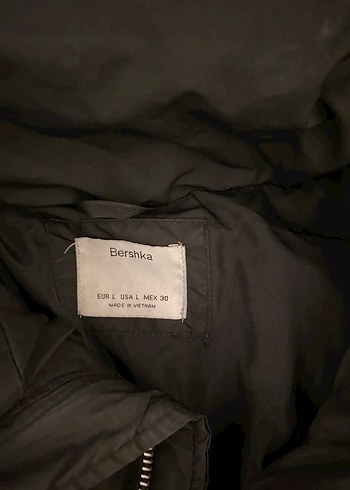 Bershka
EUR L USA L MEX 30
MADE IN VIETNAM